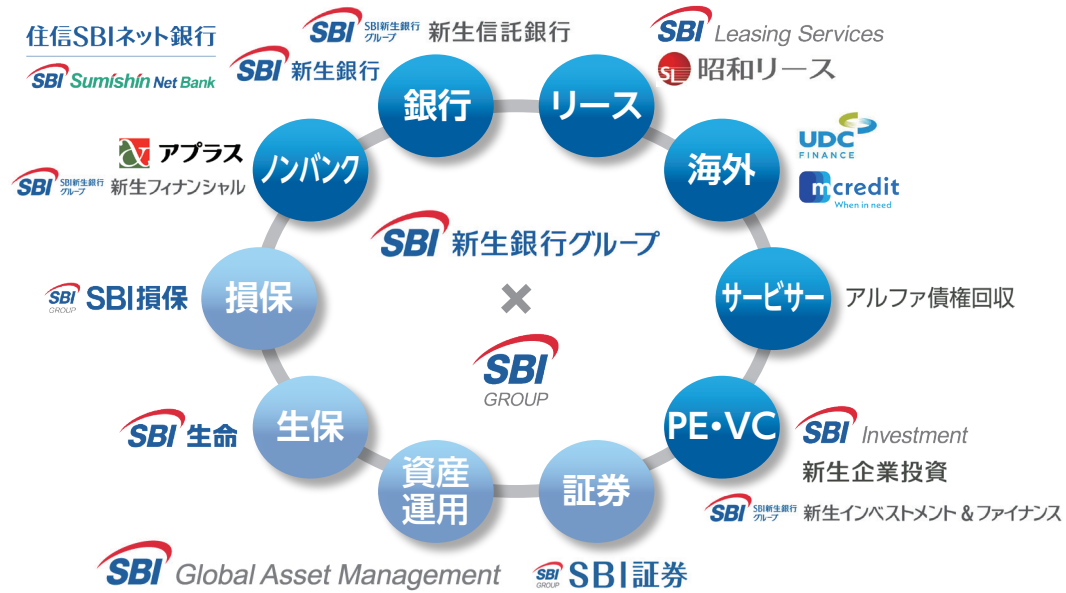 住信SBIネット銀行
SBI Sumishin Net Bank
SBI SBI新生銀行
グループ 新生信託銀行
SBI 新生銀行
銀行
リース
SBI Leasing Services
SL 昭和リース
海外
UDC
FINANCE
mcredit
When in need
& アプラス
SBI SBI新生銀行
グループ 新生フィナンシャル
ノンバンク
SBI 新生銀行グループ
×
SBI
GROUP
SBI
GROUP SBI損保
損保
サービサー
アルファ債権回収
SBI 生命
生保
PE・VC
SBI Investment
新生企業投資
SBI SBI新生銀行
グループ 新生インベストメント&ファイナンス
資産
運用
証券
SBI Global Asset Management
SBI
GROUP SBI証券